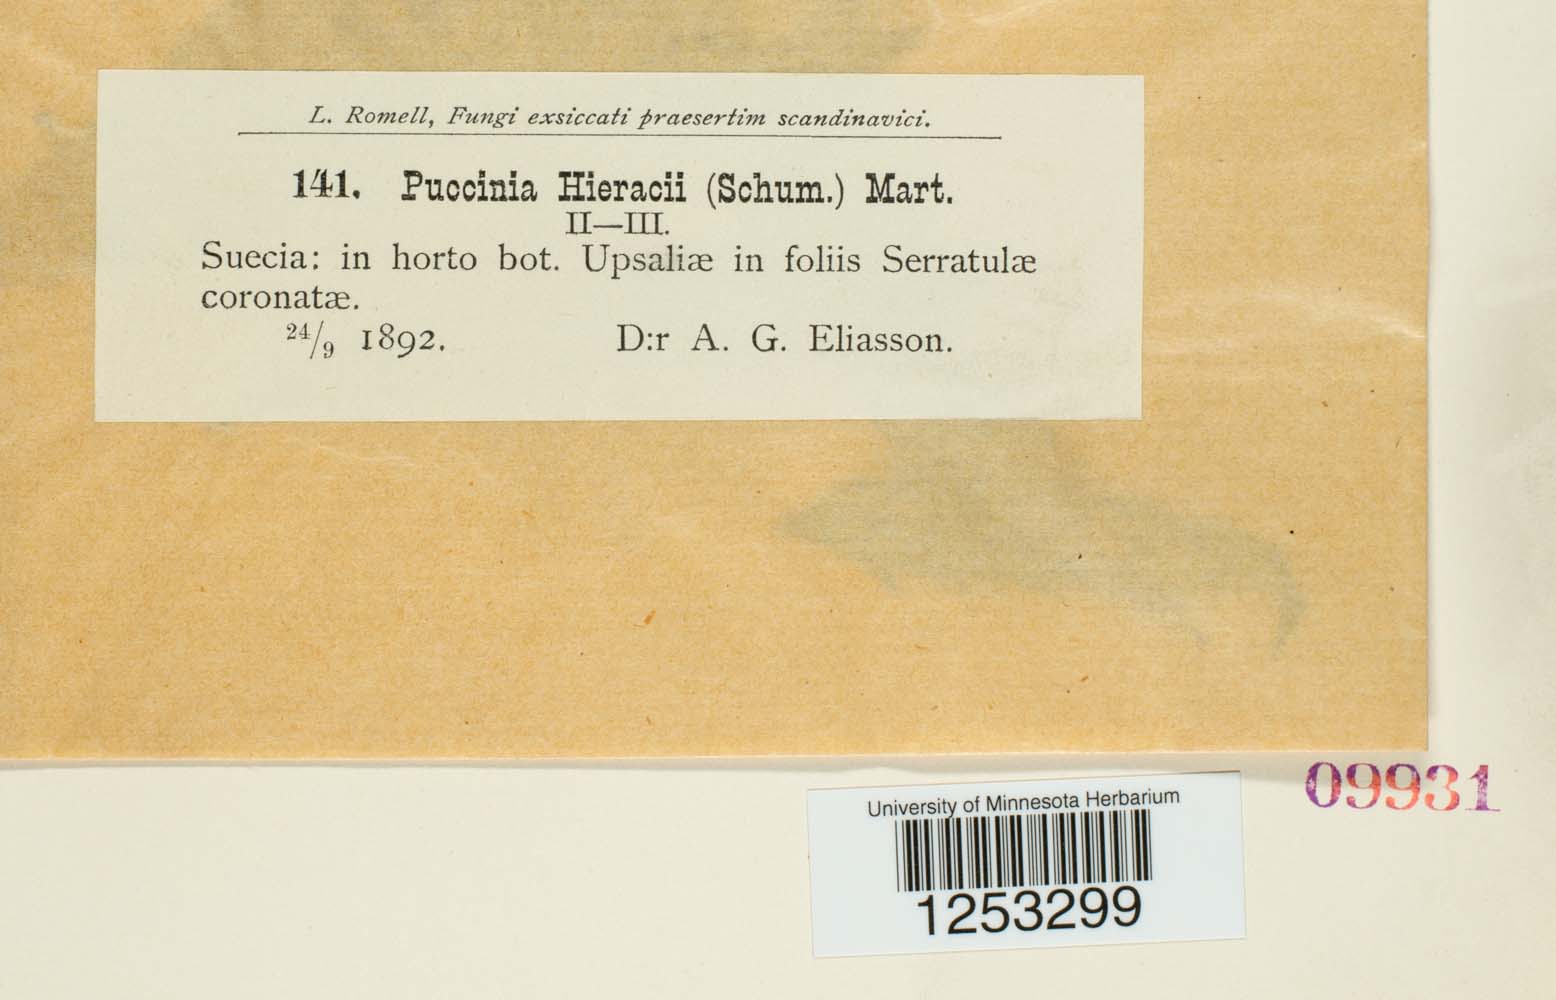 L. Romell, Fungi exsiccati praesertim scandinavici.
141. Puccinia Hieracii (Schum.) Mart.
II—III.
Suecia: in horto bot. Upsaliæ in foliis Serratulæ
coronatæ.
24/9 1892. D:r A. G. Eliasson.
09931
University of Minnesota Herbarium
1253299